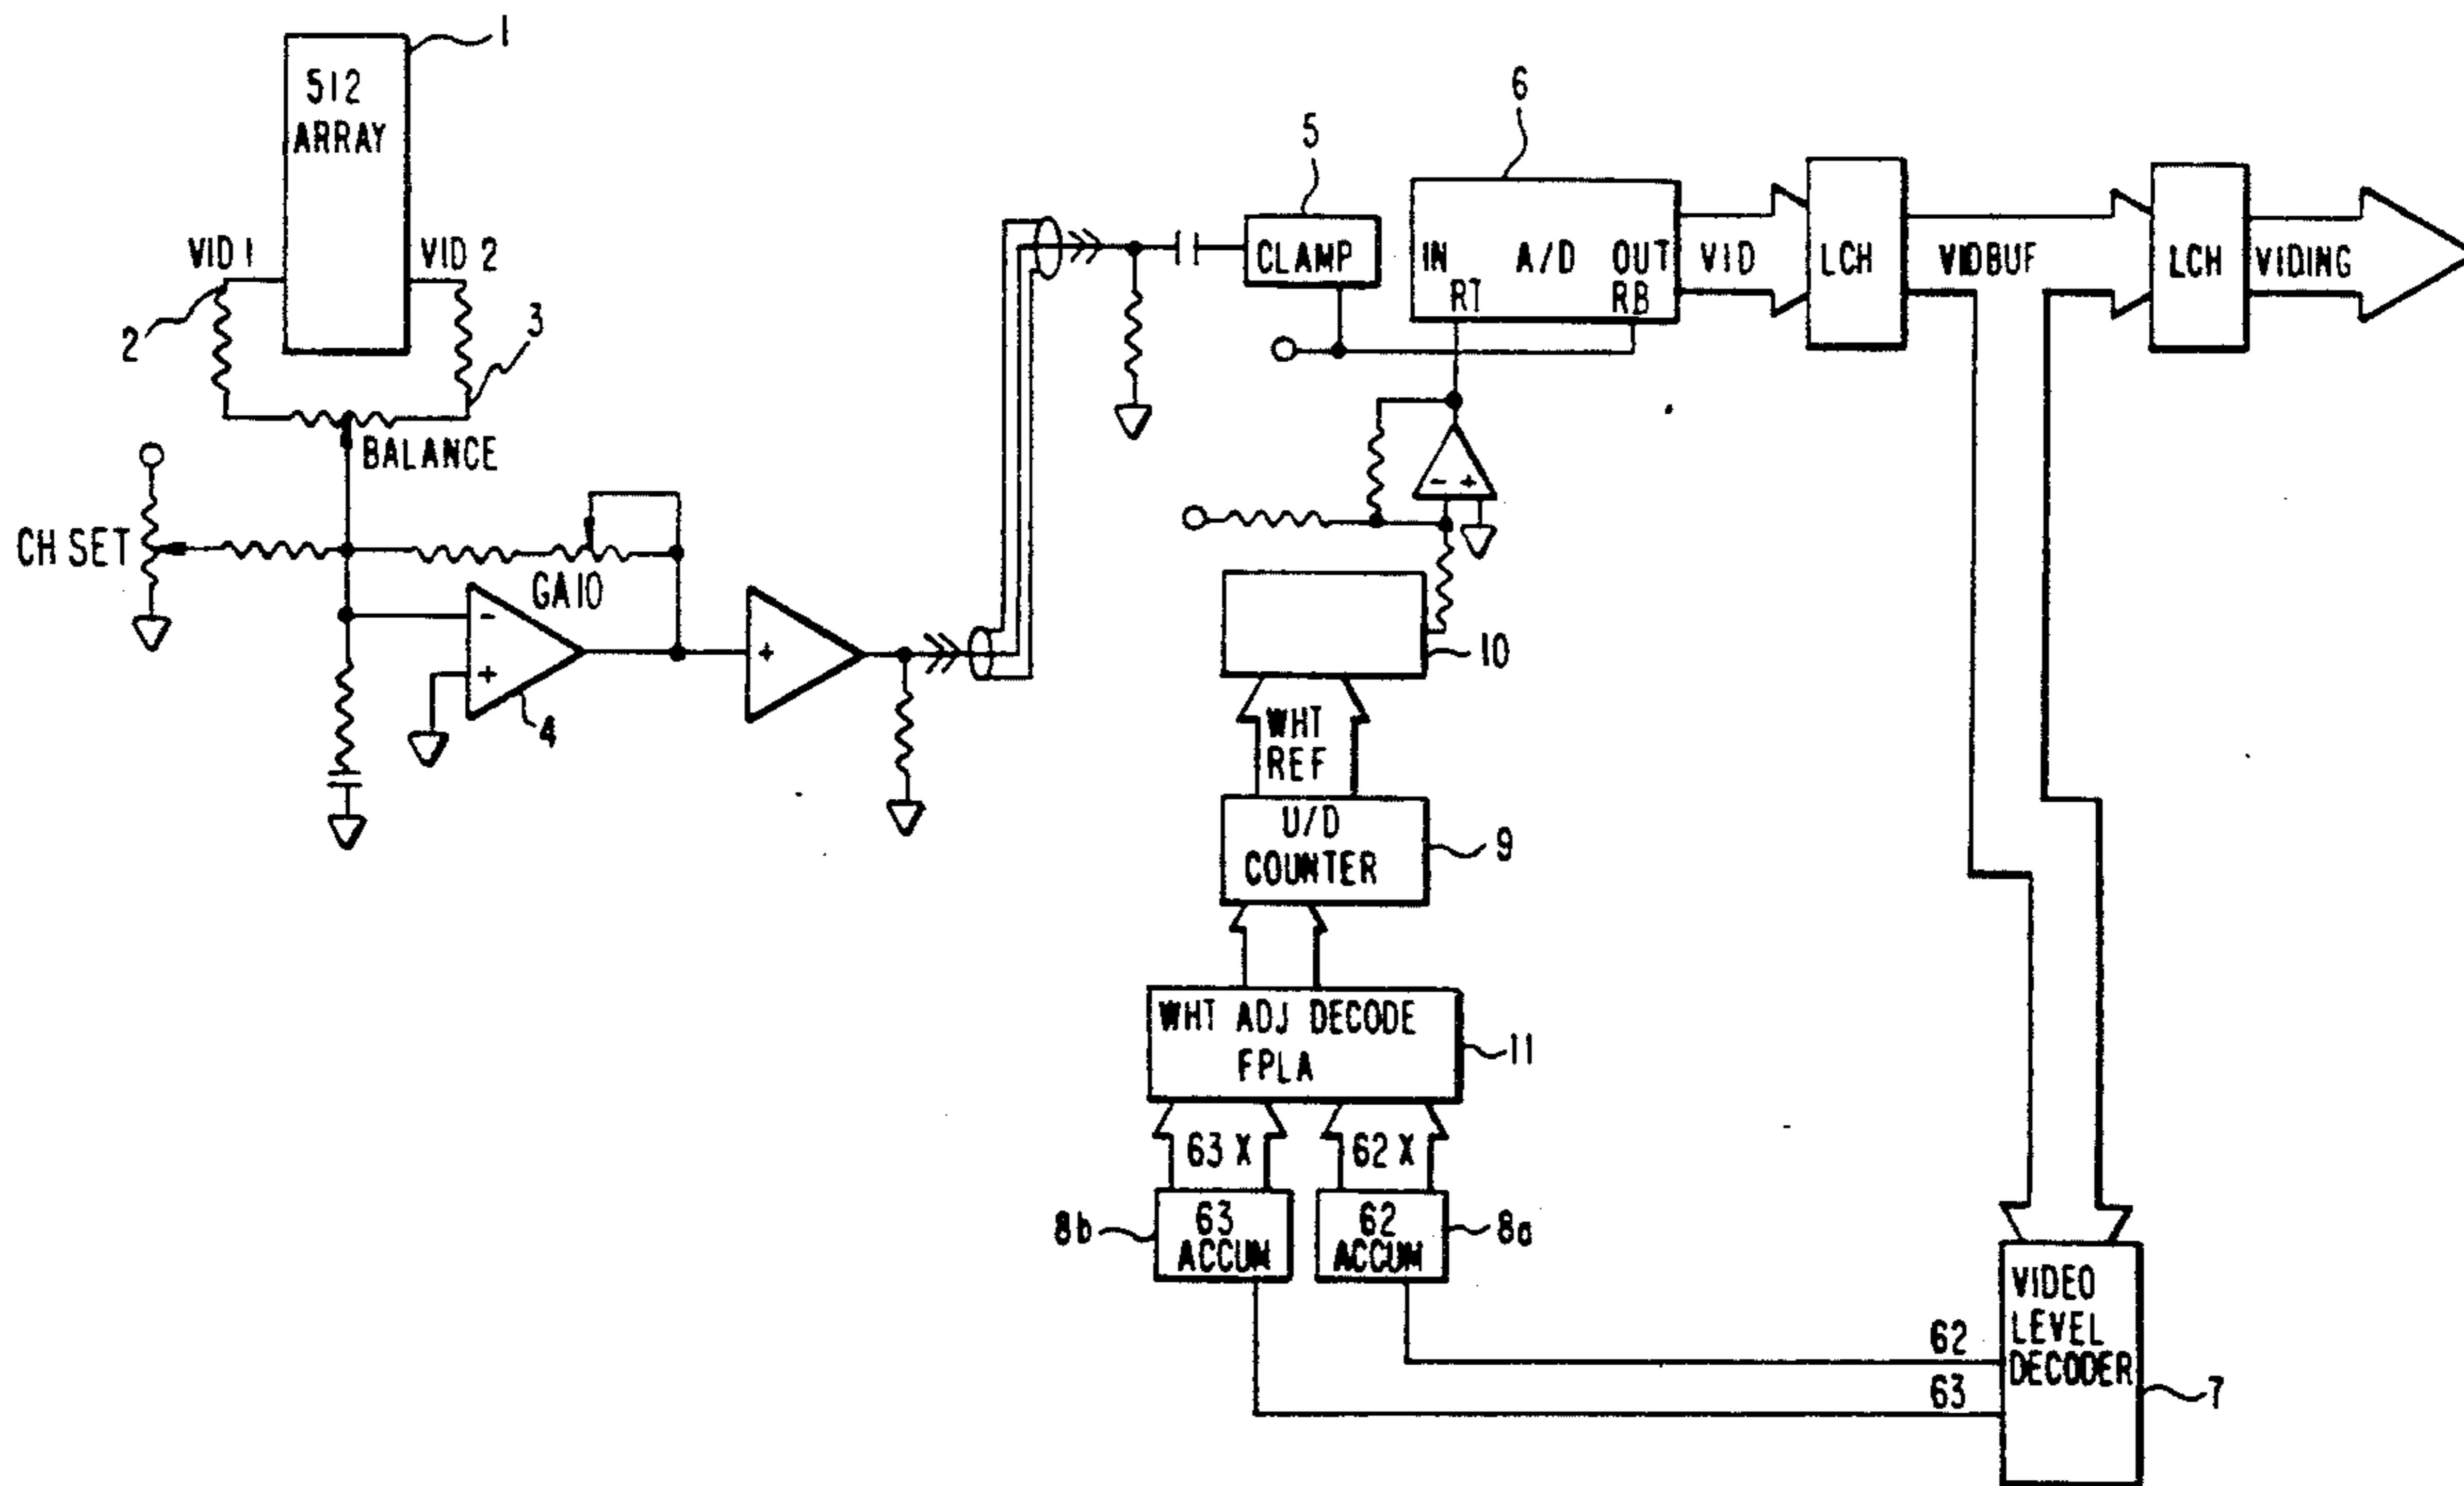 1
512
ARRAY
VID 1
VID 2
2
3
BALANCE
CH SET
GAIO
-
+
4
+
5
CLAMP
6
IN A/D OUT
RT RB
VID
LCH
VIDBUF
LCH
VIDING
- +
10
WHT
REF
U/D
COUNTER
9
WHT ADJ DECODE
FPLA
11
63 X
62 X
8b
63
ACCUM
62
ACCUM
8a
62
63
VIDEO
LEVEL
DECODER
7